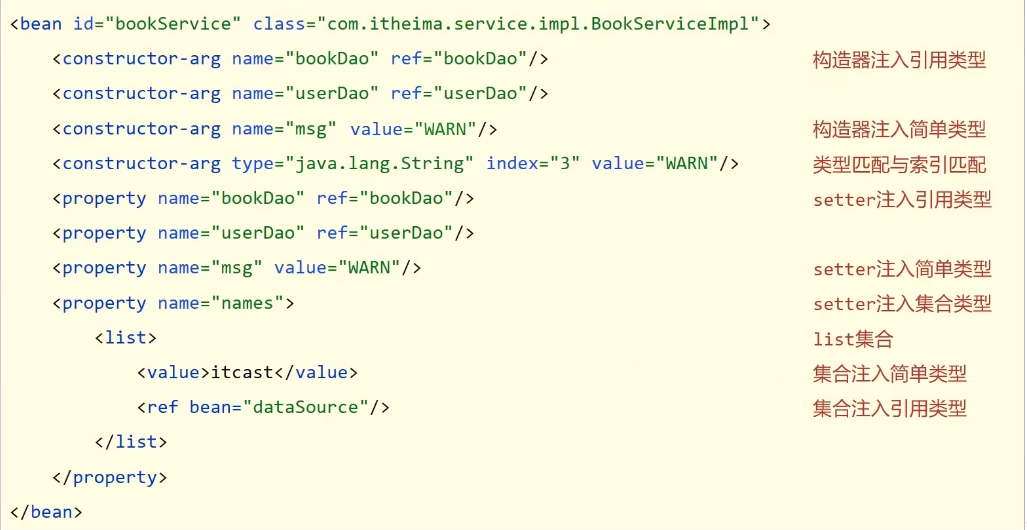 <bean id="bookService" class="com.itheima.service.impl.BookServiceImpl">
<constructor-arg name="bookDao" ref="bookDao"/> 构造器注入引用类型
<constructor-arg name="userDao" ref="userDao"/>
<constructor-arg name="msg" value="WARN"/> 构造器注入简单类型
<constructor-arg type="java.lang.String" index="3" value="WARN"/> 类型匹配与索引匹配
<property name="bookDao" ref="bookDao"/> setter注入引用类型
<property name="userDao" ref="userDao"/>
<property name="msg" value="WARN"/> setter注入简单类型
<property name="names"> setter注入集合类型
<list> list集合
<value>itcast</value> 集合注入简单类型
<ref bean="dataSource"/> 集合注入引用类型
</list>
</property>
</bean>